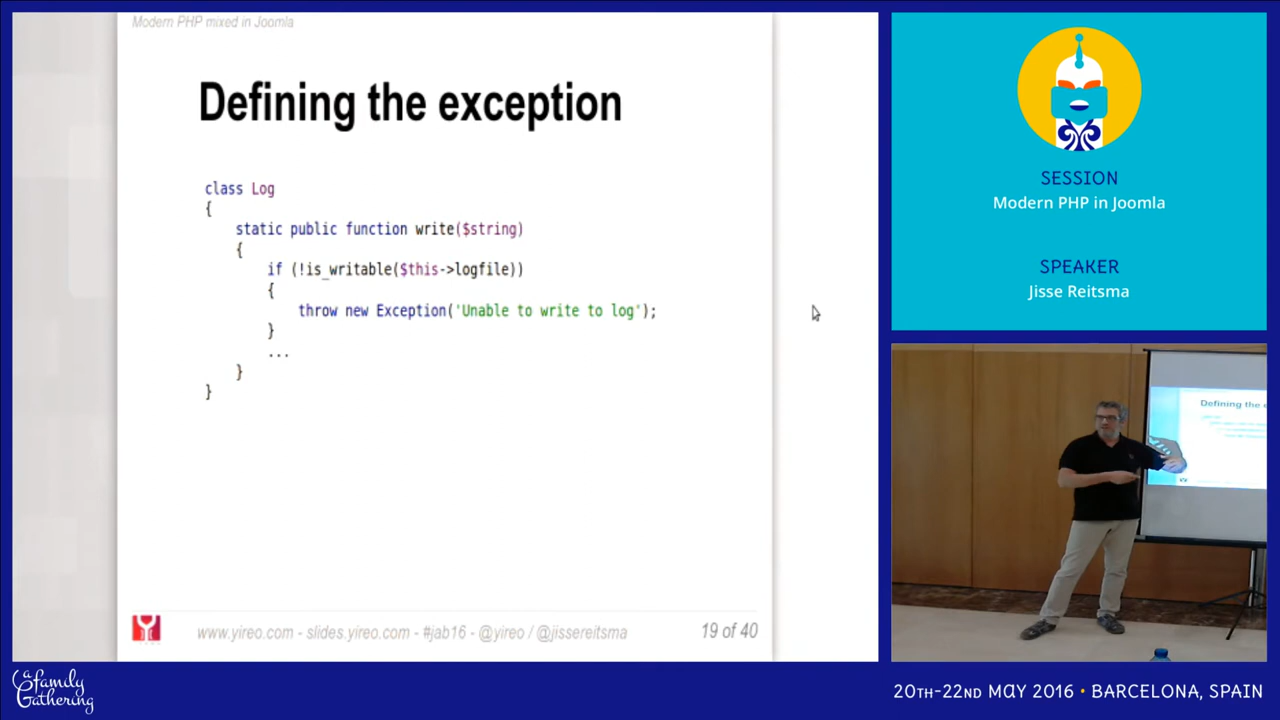 Modern PHP mixed in Joomla
Defining the exception
class Log
{
static public function write($string)
{
if (!is_writable($this->logfile))
{
throw new Exception('Unable to write to log');
}
...
}
}
www.yireo.com - slides.yireo.com - #jab16 - @yireo / @jissereitsma
19 of 40
SESSION
Modern PHP in Joomla
SPEAKER
Jisse Reitsma
Defining the e
a family
Gathering
20TH-22ND MAY 2016 • BARCELONA, SPAIN